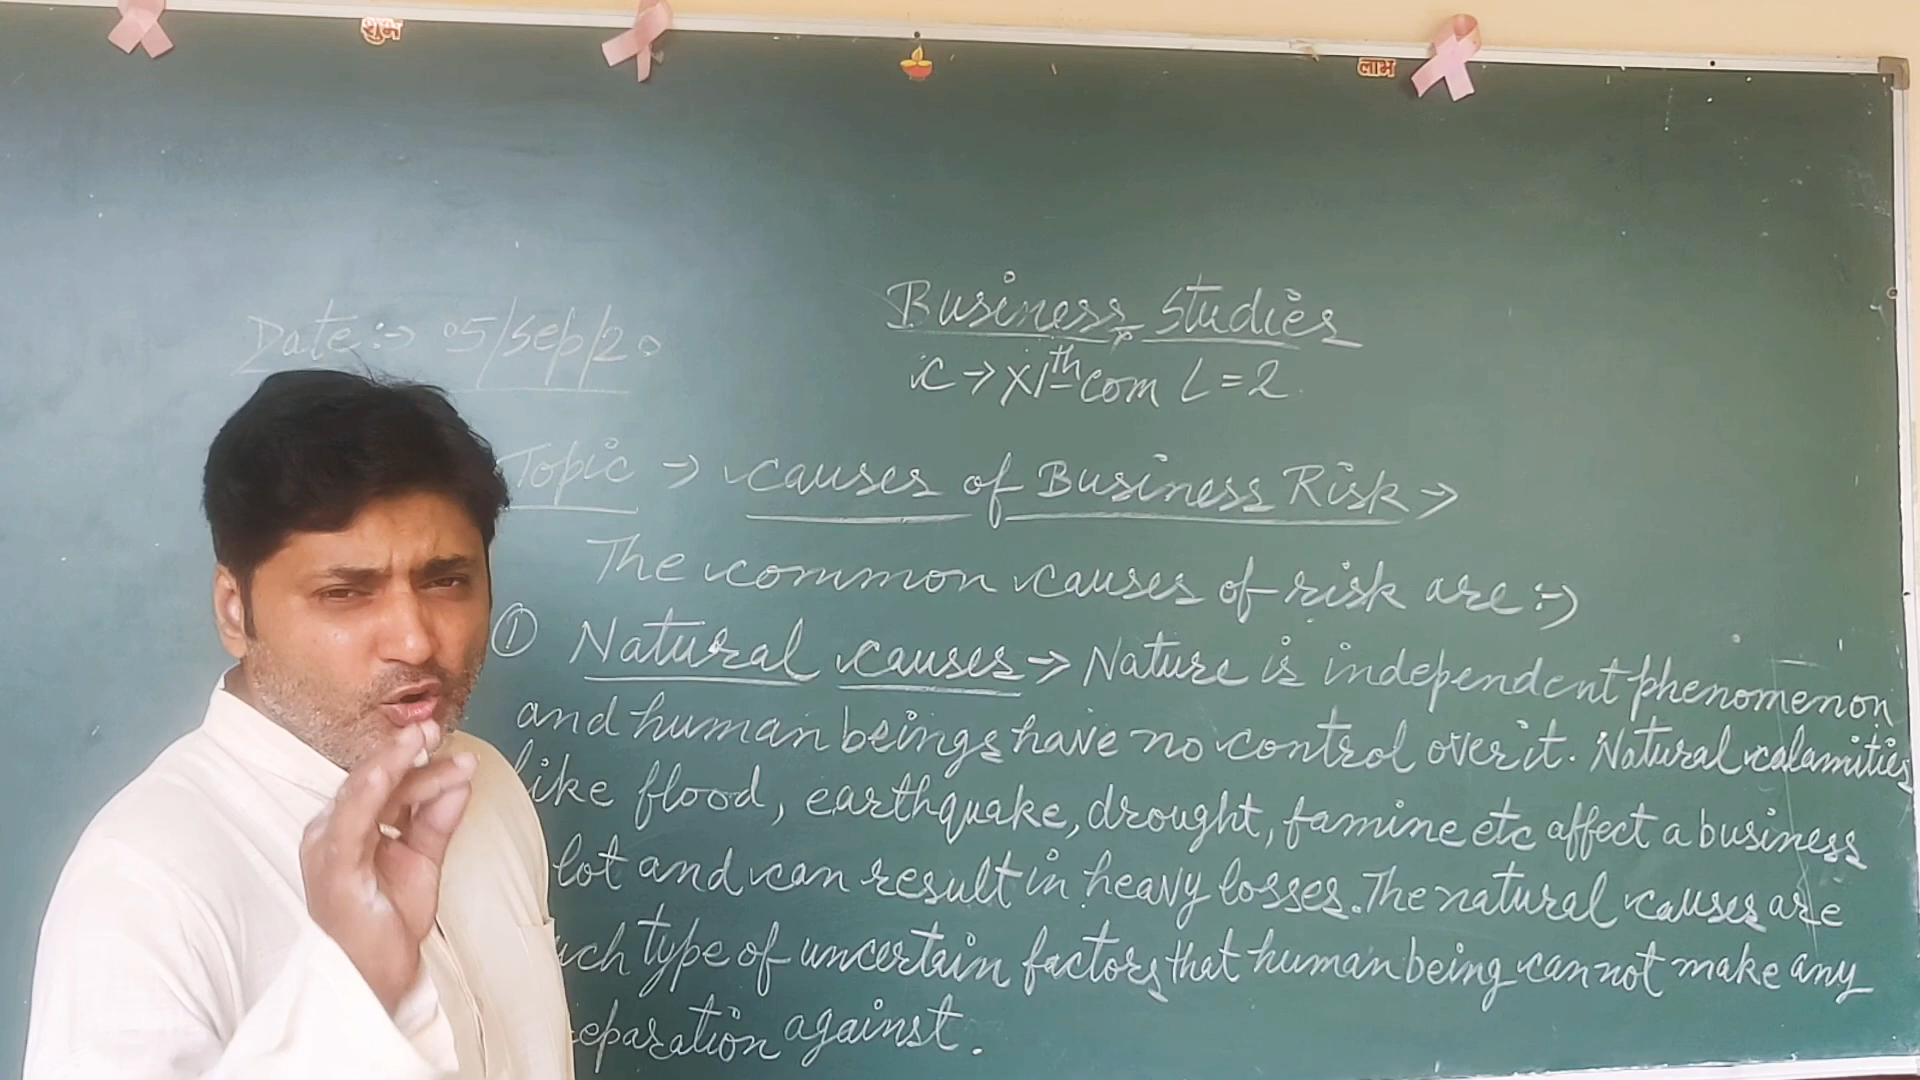 शुभ
लाभ
Business Studies
Date:→ 05/Sep/20
C → XIth Com L=2
Topic → Causes of Business Risk →
The common causes of risk are:→
① Natural causes → Nature is independent phenomenon
and human beings have no control over it. Natural calamities
like flood, earthquake, drought, famine etc affect a business
lot and can result in heavy losses. The natural causes are
uch type of uncertain factors that human being can not make any
eparation against.